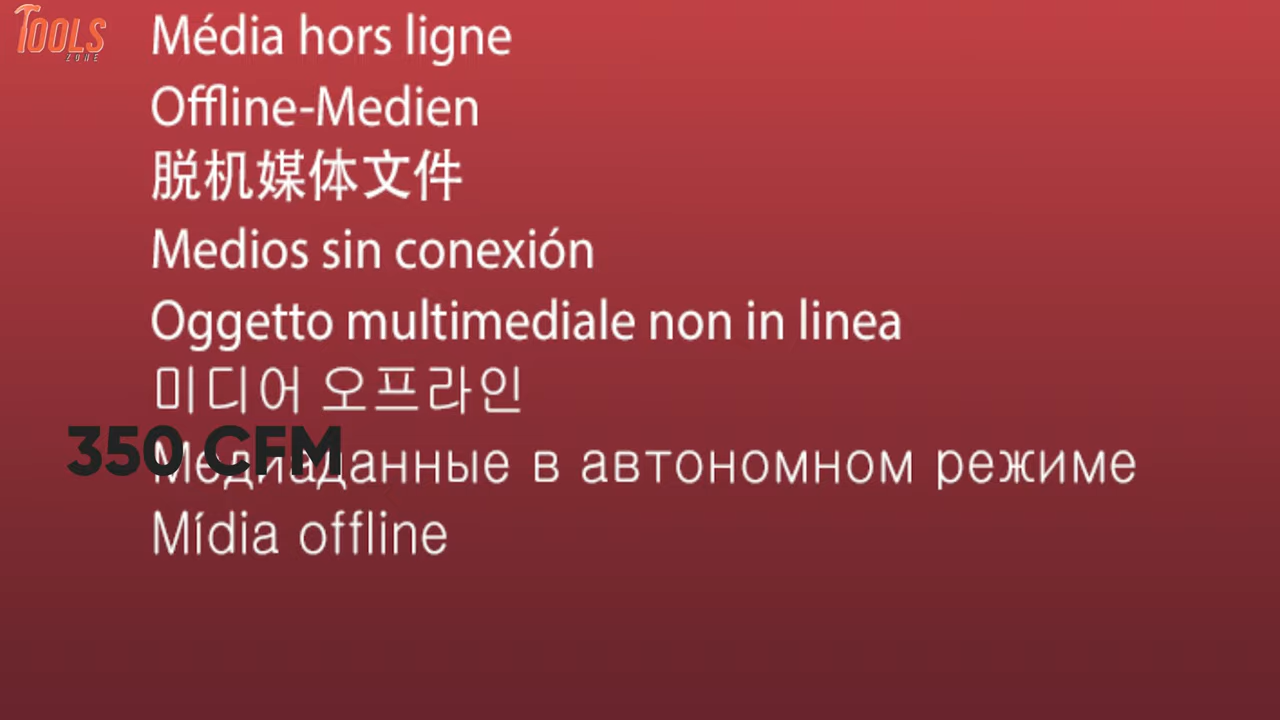 TOOLS
ZONE
Média hors ligne
Offline-Medien
脱机媒体文件
Medios sin conexión
Oggetto multimediale non in linea
미디어 오프라인
350 CFM
Медиаданные в автономном режиме
Mídia offline